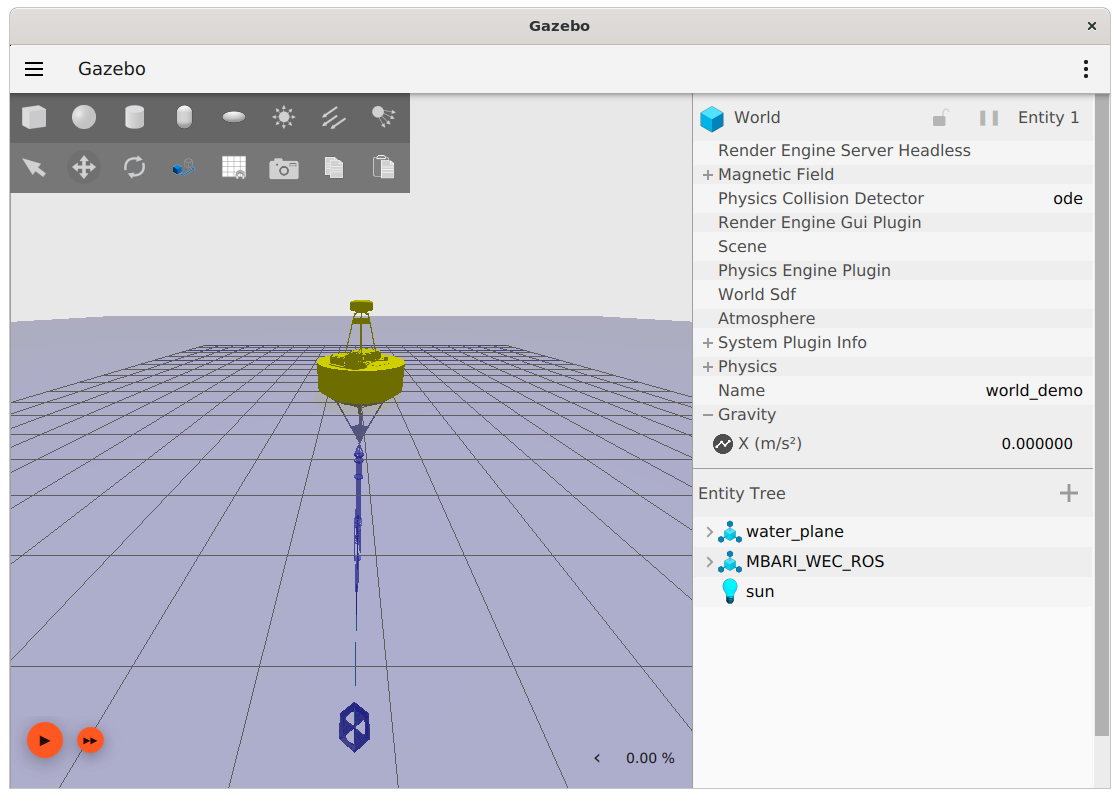 Gazebo
Gazebo
World Entity 1
Render Engine Server Headless
Magnetic Field
Physics Collision Detector ode
Render Engine Gui Plugin
Scene
Physics Engine Plugin
World Sdf
Atmosphere
System Plugin Info
Physics
Name world_demo
Gravity
X (m/s²) 0.000000
Entity Tree
water_plane
MBARI_WEC_ROS
sun
0.00 %